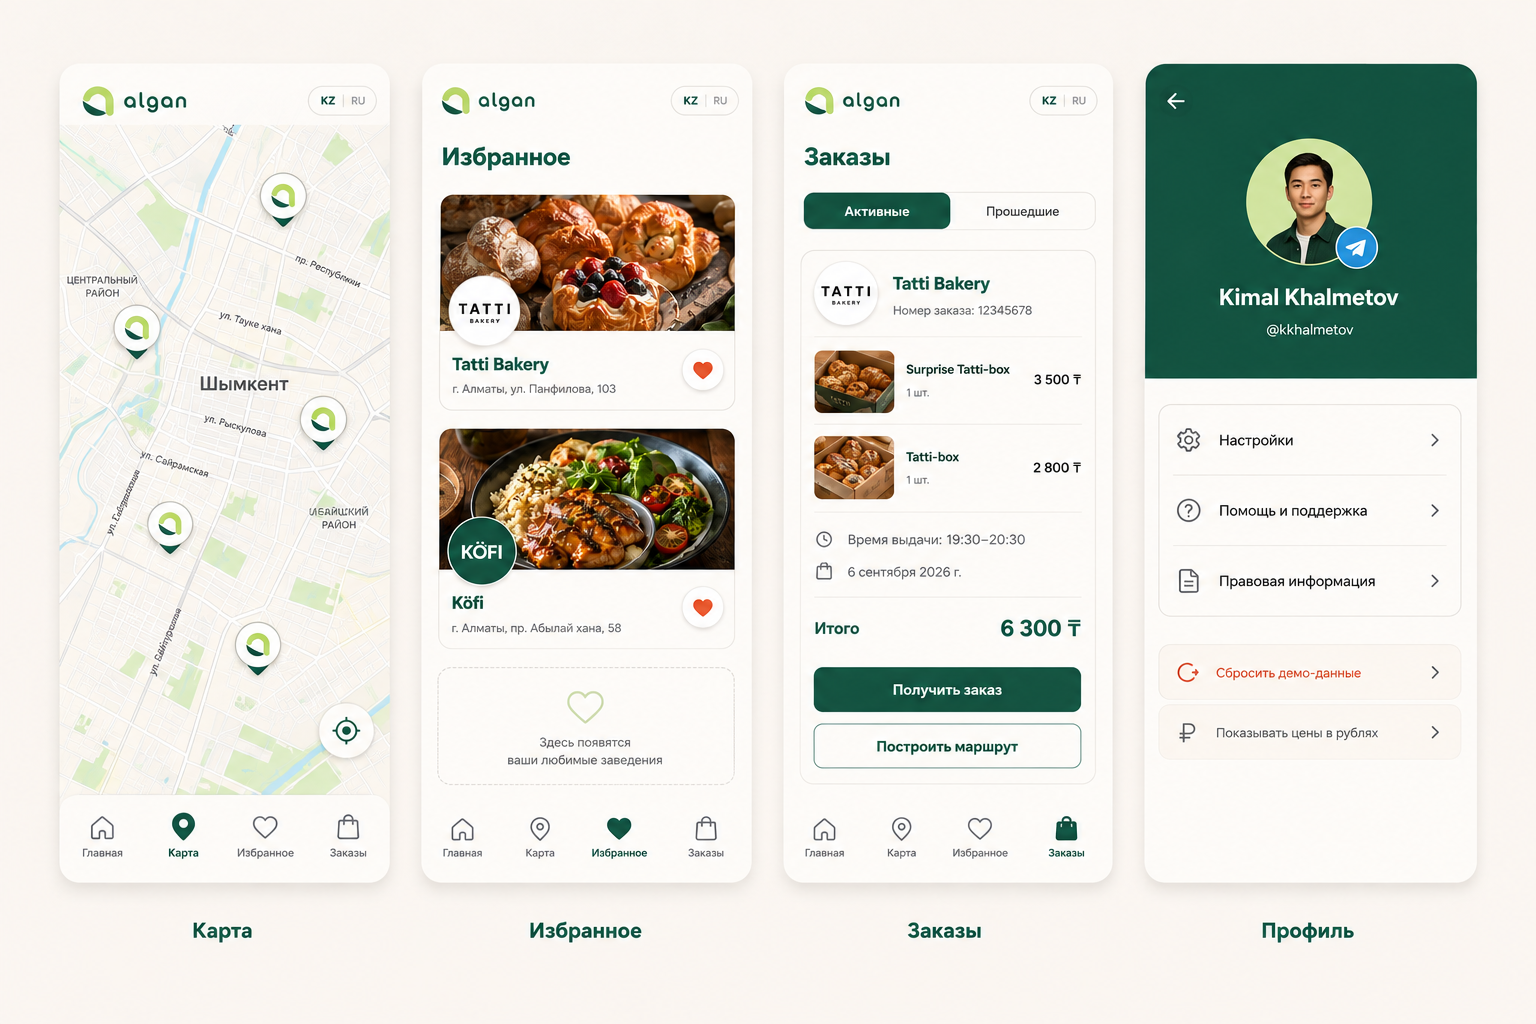 algan
KZ | RU
ЦЕНТРАЛЬНЫЙ
РАЙОН
пр. Республики
ул. Тауке хана
Шымкент
ул. Рыскулова
ул. Сайрамская
РАЙОН
Главная
Карта
Избранное
Заказы
Карта
algan
KZ | RU
Избранное
TATTI
BAKERY
Tatti Bakery
г. Алматы, ул. Панфилова, 103
KÖFI
Köfi
г. Алматы, пр. Абылай хана, 58
Здесь появятся
ваши любимые заведения
Главная
Карта
Избранное
Заказы
Избранное
algan
KZ | RU
Заказы
Активные
Прошедшие
TATTI
BAKERY
Tatti Bakery
Номер заказа: 12345678
Surprise Tatti-box
1 шт.
3 500 ₸
Tatti-box
1 шт.
2 800 ₸
Время выдачи: 19:30–20:30
6 сентября 2026 г.
Итого
6 300 ₸
Получить заказ
Построить маршрут
Главная
Карта
Избранное
Заказы
Заказы
Kimal Khalmetov
@kkhalmetov
Настройки
Помощь и поддержка
Правовая информация
Сбросить демо-данные
Показывать цены в рублях
Профиль